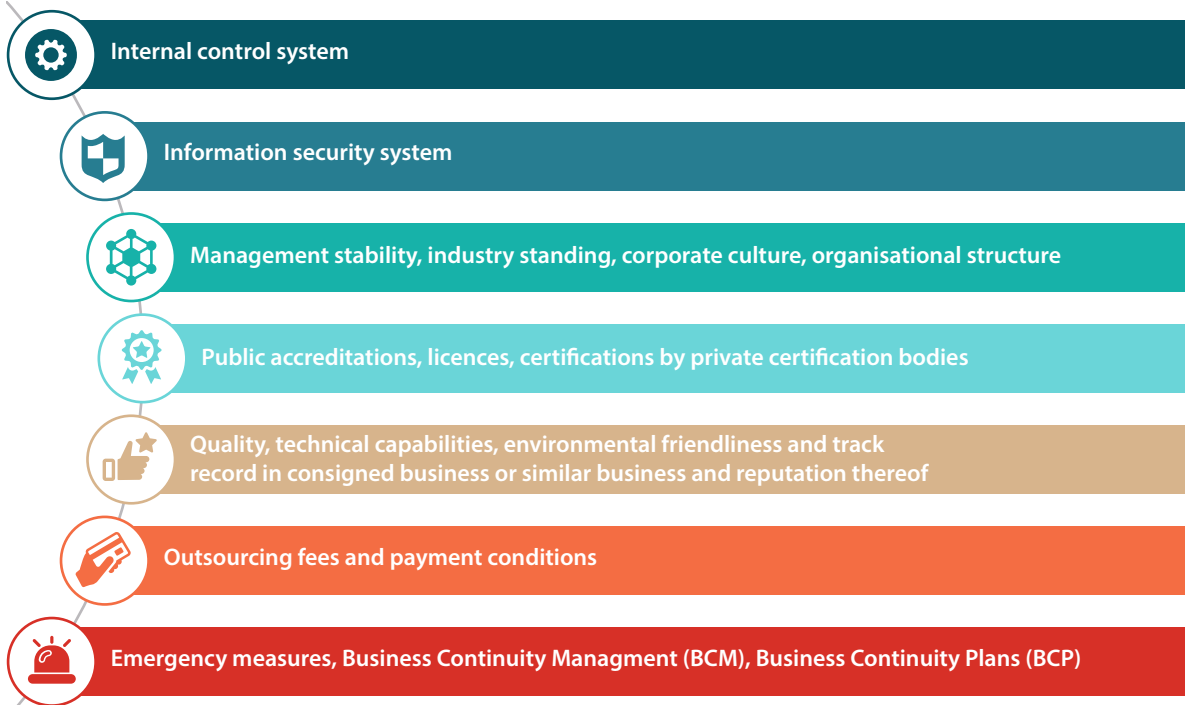 Internal control system
Information security system
Management stability, industry standing, corporate culture, organisational structure
Public accreditations, licences, certifications by private certification bodies
Quality, technical capabilities, environmental friendliness and track
record in consigned business or similar business and reputation thereof
Outsourcing fees and payment conditions
Emergency measures, Business Continuity Managment (BCM), Business Continuity Plans (BCP)